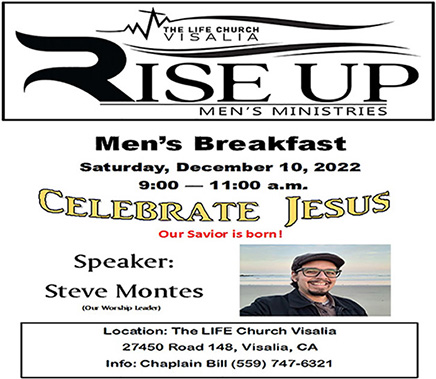 THE LIFE CHURCH
VISALIA
RISE UP
MEN'S MINISTRIES
Men's Breakfast
Saturday, December 10, 2022
9:00 — 11:00 a.m.
CELEBRATE JESUS
Our Savior is born!
Speaker:
Steve Montes
(Our Worship Leader)
Location: The LIFE Church Visalia
27450 Road 148, Visalia, CA
Info: Chaplain Bill (559) 747-6321